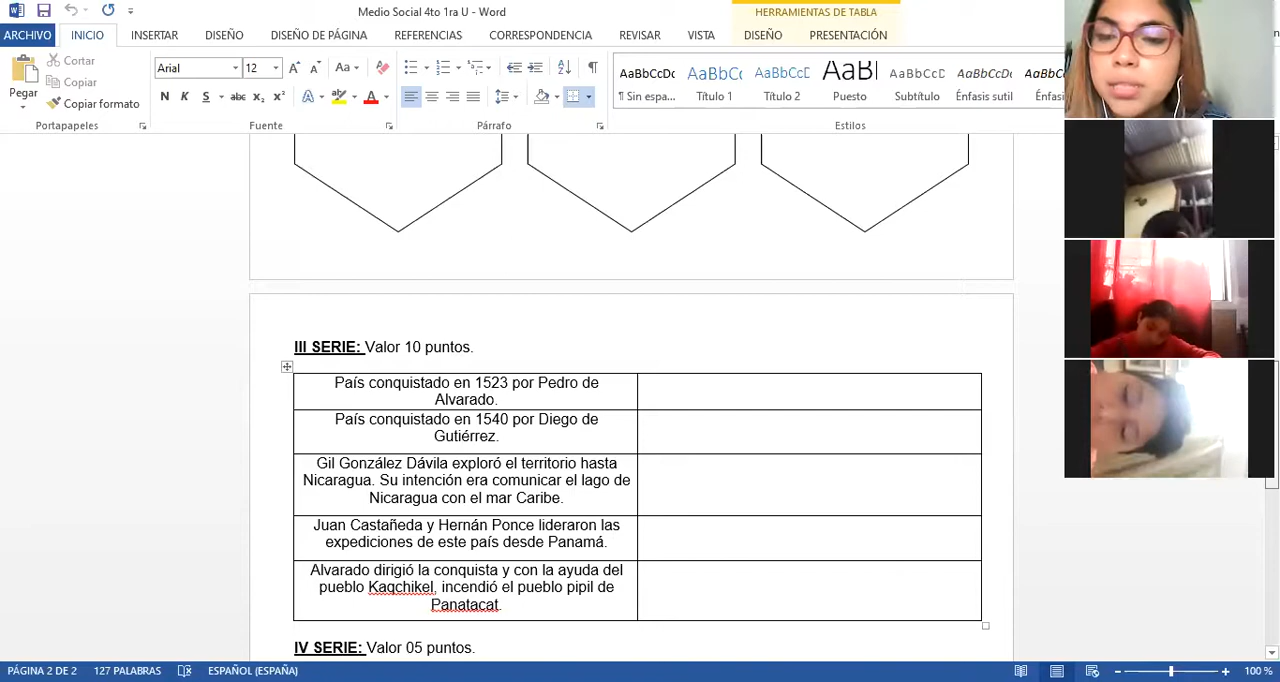 Medio Social 4to 1ra U - Word
HERRAMIENTAS DE TABLA
ARCHIVO INICIO INSERTAR DISEÑO DISEÑO DE PÁGINA REFERENCIAS CORRESPONDENCIA REVISAR VISTA DISEÑO PRESENTACIÓN
Pegar
Cortar
Copiar
Copiar formato
Portapapeles
Arial 12
Fuente
Párrafo
AaBbCcDc AaBbCc AaBbCcD AaBl AaBbCcD AaBbCcD AaBbCc
¶ Sin espa... Título 1 Título 2 Puesto Subtítulo Énfasis sutil Énfas
Estilos
III SERIE: Valor 10 puntos.
País conquistado en 1523 por Pedro de
Alvarado.
País conquistado en 1540 por Diego de
Gutiérrez.
Gil González Dávila exploró el territorio hasta
Nicaragua. Su intención era comunicar el lago de
Nicaragua con el mar Caribe.
Juan Castañeda y Hernán Ponce lideraron las
expediciones de este país desde Panamá.
Alvarado dirigió la conquista y con la ayuda del
pueblo Kaqchikel, incendió el pueblo pipil de
Panatacat.
IV SERIE: Valor 05 puntos.
PÁGINA 2 DE 2 127 PALABRAS ESPAÑOL (ESPAÑA) 100 %